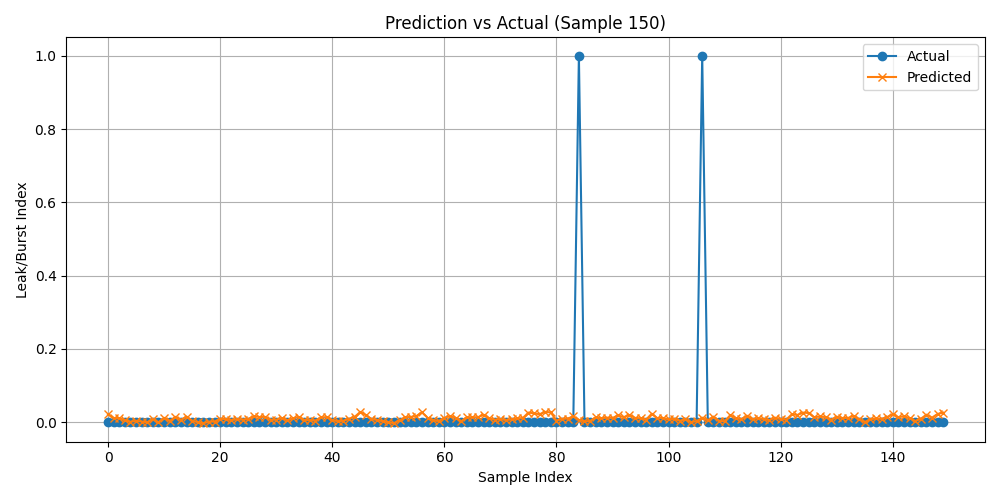 Prediction vs Actual (Sample 150)
Actual
Predicted
1.0
0.8
0.6
0.4
0.2
0.0
Leak/Burst Index
0 20 40 60 80 100 120 140
Sample Index